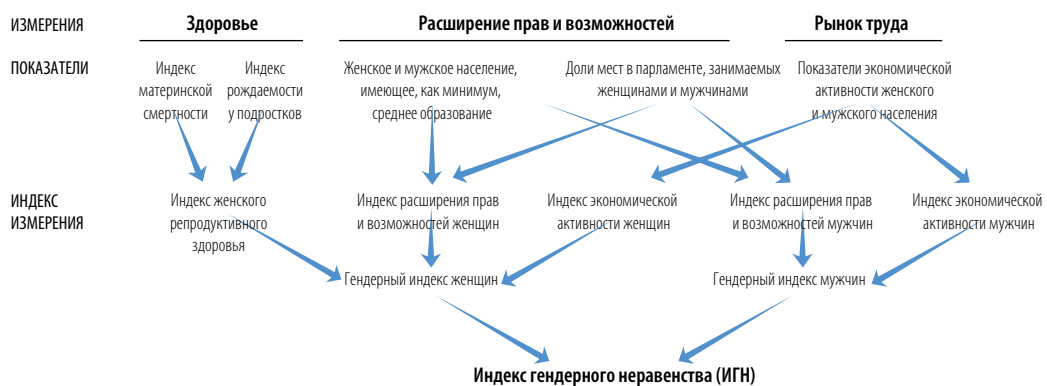 ИЗМЕРЕНИЯ
Здоровье
Расширение прав и возможностей
Рынок труда
ПОКАЗАТЕЛИ
Индекс
материнской
смертности
Индекс
рождаемости
у подростков
Женское и мужское население,
имеющее, как минимум,
среднее образование
Доли мест в парламенте, занимаемых
женщинами и мужчинами
Показатели экономической
активности женского
и мужского населения
ИНДЕКС
ИЗМЕРЕНИЯ
Индекс женского
репродуктивного
здоровья
Индекс расширения прав
и возможностей женщин
Индекс экономической
активности женщин
Индекс расширения прав
и возможностей мужчин
Индекс экономической
активности мужчин
Гендерный индекс женщин
Гендерный индекс мужчин
Индекс гендерного неравенства (ИГН)